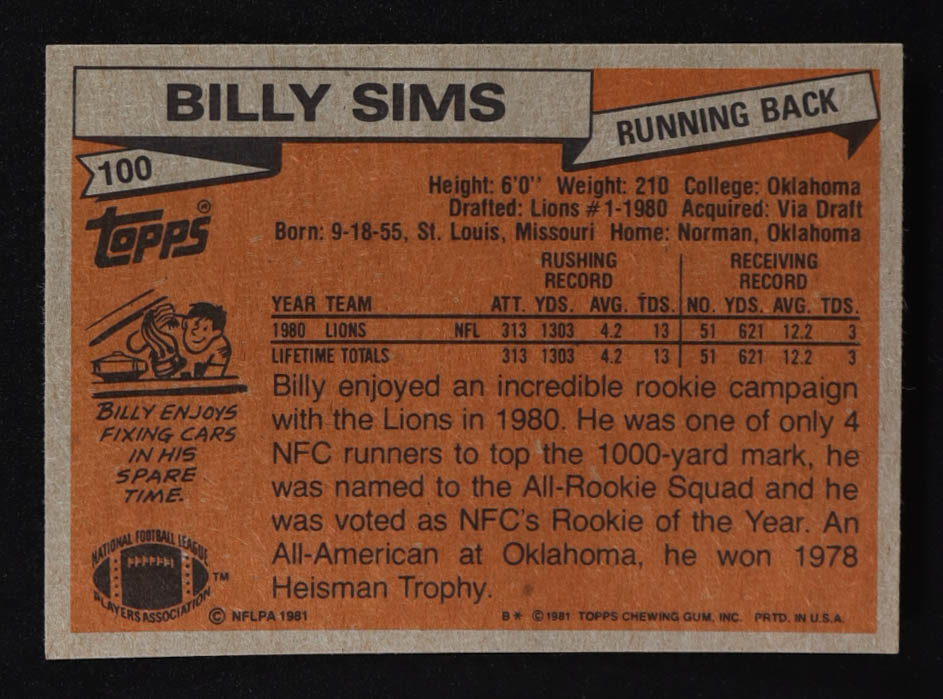 BILLY SIMS
RUNNING BACK
100
TOPPS®
Height: 6'0" Weight: 210 College: Oklahoma
Drafted: Lions #1-1980 Acquired: Via Draft
Born: 9-18-55, St. Louis, Missouri Home: Norman, Oklahoma
RUSHING RECORD RECEIVING RECORD
YEAR TEAM ATT. YDS. AVG. TDS. NO. YDS. AVG. TDS.
1980 LIONS NFL 313 1303 4.2 13 51 621 12.2 3
LIFETIME TOTALS 313 1303 4.2 13 51 621 12.2 3
Billy enjoyed an incredible rookie campaign
with the Lions in 1980. He was one of only 4
NFC runners to top the 1000-yard mark, he
was named to the All-Rookie Squad and he
was voted as NFC's Rookie of the Year. An
All-American at Oklahoma, he won 1978
Heisman Trophy.
BILLY ENJOYS
FIXING CARS
IN HIS
SPARE
TIME.
NATIONAL FOOTBALL LEAGUE
PLAYERS ASSOCIATION
TM
© NFLPA 1981
B* ©1981 TOPPS CHEWING GUM, INC. PRTD. IN U.S.A.